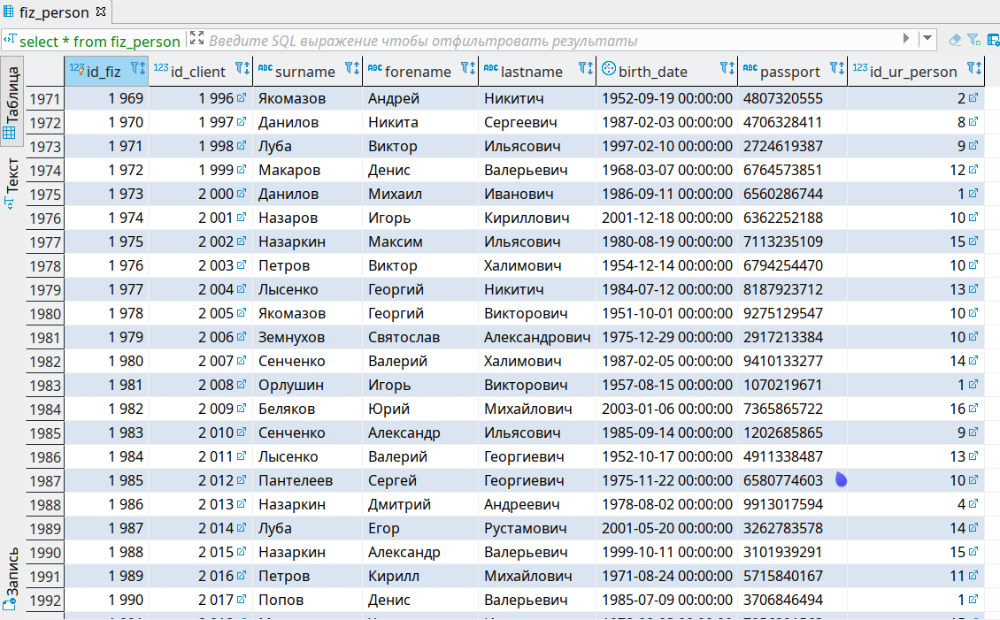 fiz_person
select * from fiz_person Введите SQL выражение чтобы отфильтровать результаты
Таблица
Текст
Запись
123 id_fiz 123 id_client ABC surname ABC forename ABC lastname birth_date ABC passport 123 id_ur_person
1971 1 969 1 996 Якомазов Андрей Никитич 1952-09-19 00:00:00 4807320555 2
1972 1 970 1 997 Данилов Никита Сергеевич 1987-02-03 00:00:00 4706328411 8
1973 1 971 1 998 Луба Виктор Ильясович 1997-02-10 00:00:00 2724619387 9
1974 1 972 1 999 Макаров Денис Валерьевич 1968-03-07 00:00:00 6764573851 12
1975 1 973 2 000 Данилов Михаил Иванович 1986-09-11 00:00:00 6560286744 1
1976 1 974 2 001 Назаров Игорь Кириллович 2001-12-18 00:00:00 6362252188 10
1977 1 975 2 002 Назаркин Максим Ильясович 1980-08-19 00:00:00 7113235109 15
1978 1 976 2 003 Петров Виктор Халимович 1954-12-14 00:00:00 6794254470 10
1979 1 977 2 004 Лысенко Георгий Никитич 1984-07-12 00:00:00 8187923712 13
1980 1 978 2 005 Якомазов Георгий Викторович 1951-10-01 00:00:00 9275129547 10
1981 1 979 2 006 Земнухов Святослав Александрович 1975-12-29 00:00:00 2917213384 10
1982 1 980 2 007 Сенченко Валерий Халимович 1987-02-05 00:00:00 9410133277 14
1983 1 981 2 008 Орлушин Игорь Викторович 1957-08-15 00:00:00 1070219671 1
1984 1 982 2 009 Беляков Юрий Михайлович 2003-01-06 00:00:00 7365865722 16
1985 1 983 2 010 Сенченко Александр Ильясович 1985-09-14 00:00:00 1202685865 9
1986 1 984 2 011 Лысенко Валерий Георгиевич 1952-10-17 00:00:00 4911338487 13
1987 1 985 2 012 Пантелеев Сергей Георгиевич 1975-11-22 00:00:00 6580774603 10
1988 1 986 2 013 Назаркин Дмитрий Андреевич 1978-08-02 00:00:00 9913017594 4
1989 1 987 2 014 Луба Егор Рустамович 2001-05-20 00:00:00 3262783578 14
1990 1 988 2 015 Назаркин Александр Валерьевич 1999-10-11 00:00:00 3101939291 15
1991 1 989 2 016 Петров Кирилл Михайлович 1971-08-24 00:00:00 5715840167 11
1992 1 990 2 017 Попов Денис Валерьевич 1985-07-09 00:00:00 3706846494 1